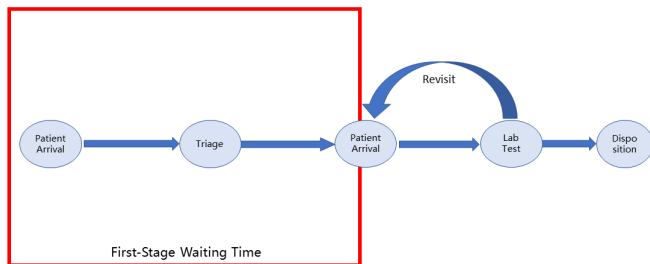 Revisit
Patient
Arrival
Triage
Patient
Arrival
Lab
Test
Dispo
sition
First-Stage Waiting Time